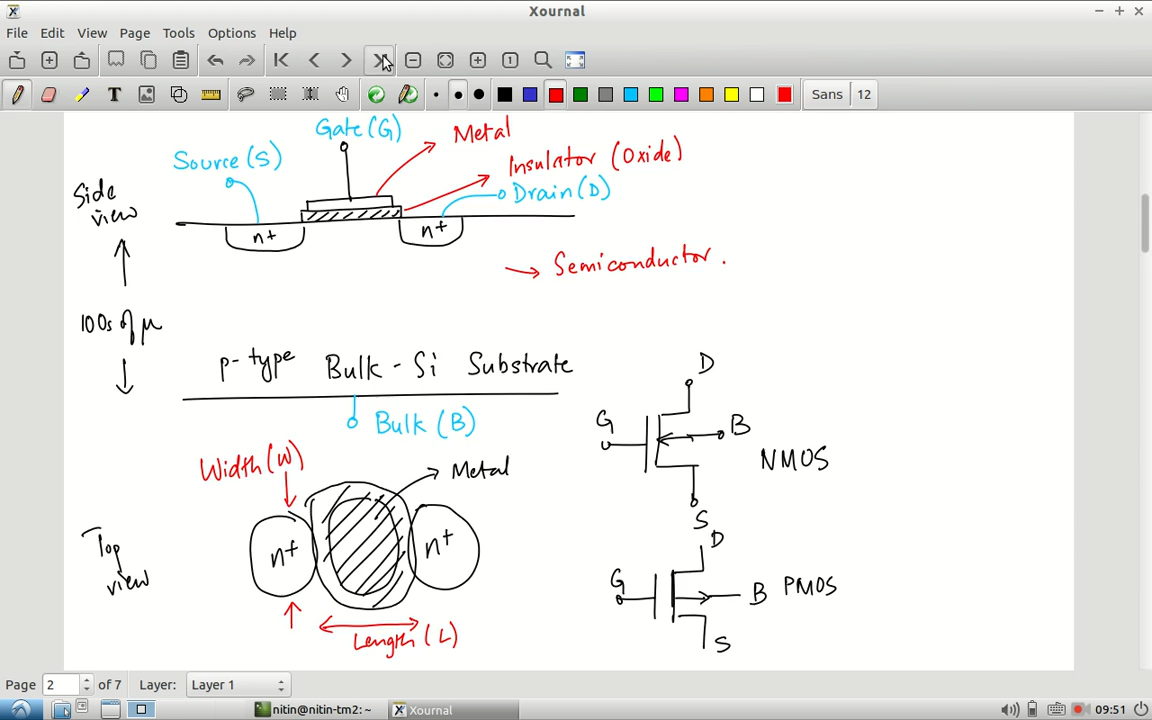 Xournal
File Edit View Page Tools Options Help
Sans 12
Gate (G)
Metal
Source (S)
Insulator (Oxide)
Drain (D)
Side
view
n+
n+
Semiconductor.
100s of μ
p-type Bulk-Si Substrate
D
Bulk (B)
G
B
NMOS
Width (W)
Metal
S
Top
view
n+
n+
D
G
B
PMOS
Length (L)
S
Page 2 of 7 Layer: Layer 1
nitin@nitin-tm2: ~
Xournal
09:51